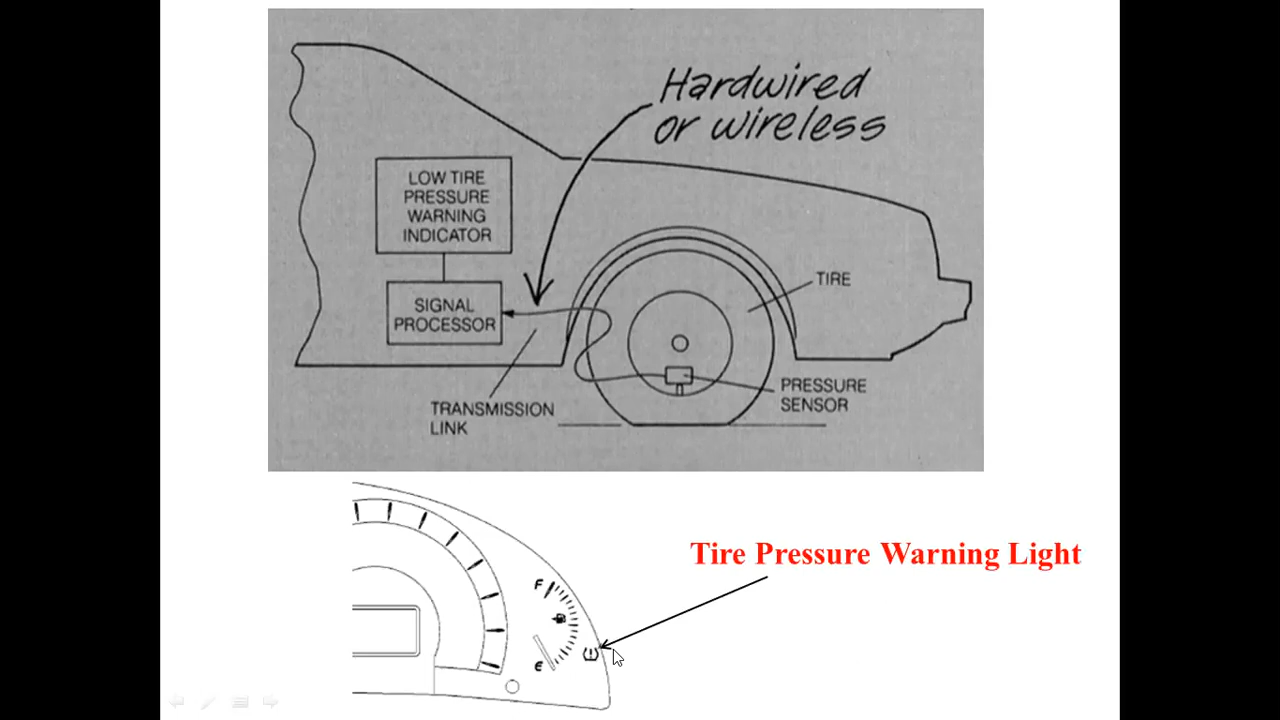 Hardwired
or wireless
LOW TIRE
PRESSURE
WARNING
INDICATOR
SIGNAL
PROCESSOR
TIRE
PRESSURE
SENSOR
TRANSMISSION
LINK
Tire Pressure Warning Light
F
E